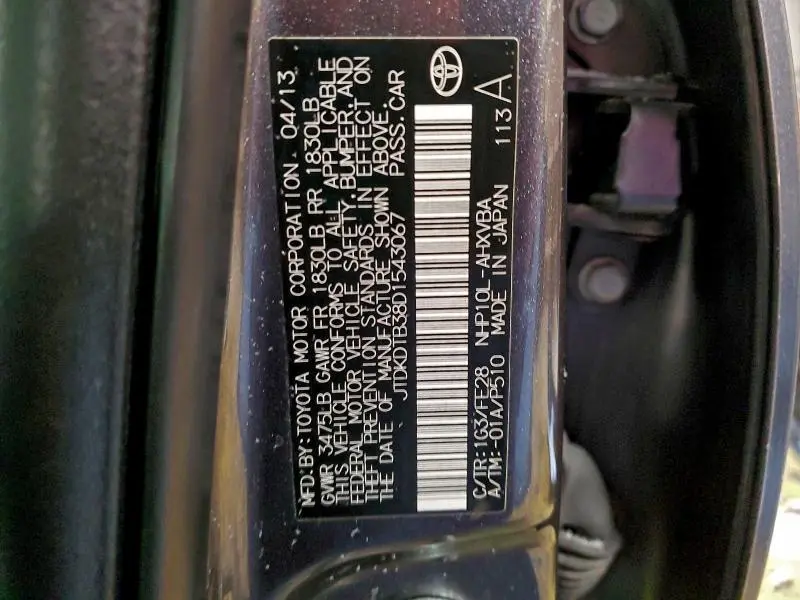 MFD.BY:TOYOTA MOTOR CORPORATION 04/13
GVWR 3475LB GAWR FR 1830LB RR 1830LB
THIS VEHICLE CONFORMS TO ALL APPLICABLE
FEDERAL MOTOR VEHICLE SAFETY, BUMPER, AND
THEFT PREVENTION STANDARDS IN EFFECT ON
THE DATE OF MANUFACTURE SHOWN ABOVE.
JTDKDTB38D1543067 PASS.CAR
C/TR:1G3/FE28 NHP10L-AHXVBA
A/TM:-01A/P510 MADE IN JAPAN 113 A